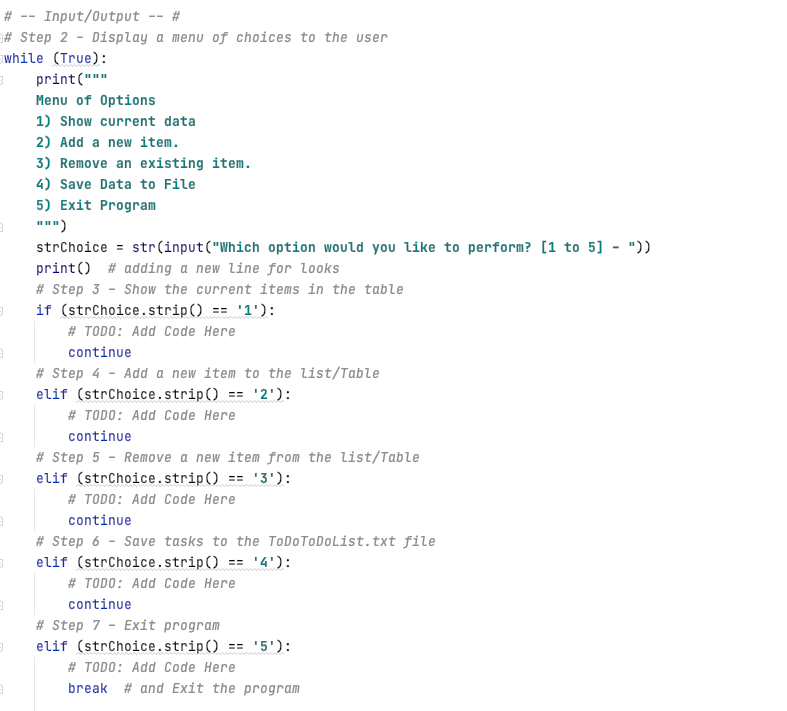 # -- Input/Output -- #
# Step 2 - Display a menu of choices to the user
while (True):
    print("""
    Menu of Options
    1) Show current data
    2) Add a new item.
    3) Remove an existing item.
    4) Save Data to File
    5) Exit Program
    """)
    strChoice = str(input("Which option would you like to perform? [1 to 5] - "))
    print()  # adding a new line for looks
    # Step 3 - Show the current items in the table
    if (strChoice.strip() == '1'):
        # TODO: Add Code Here
        continue
    # Step 4 - Add a new item to the list/Table
    elif (strChoice.strip() == '2'):
        # TODO: Add Code Here
        continue
    # Step 5 - Remove a new item from the list/Table
    elif (strChoice.strip() == '3'):
        # TODO: Add Code Here
        continue
    # Step 6 - Save tasks to the ToDoToDoList.txt file
    elif (strChoice.strip() == '4'):
        # TODO: Add Code Here
        continue
    # Step 7 - Exit program
    elif (strChoice.strip() == '5'):
        # TODO: Add Code Here
        break  # and Exit the program